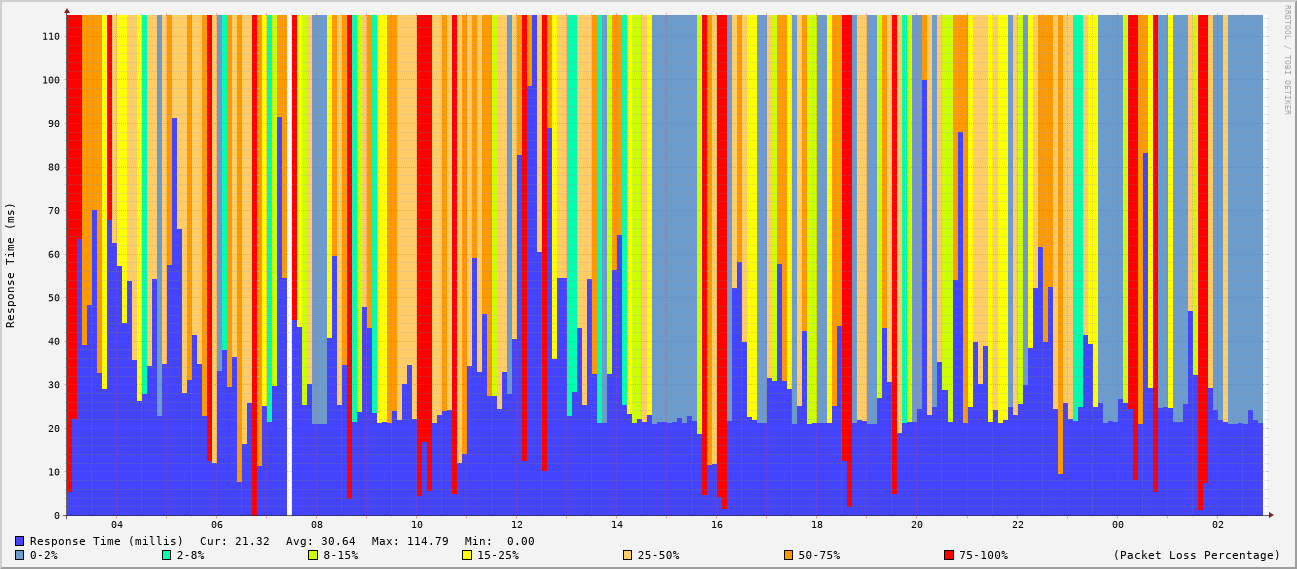 RRDTOOL / TOBI OETIKER
Response Time (ms)
110
100
90
80
70
60
50
40
30
20
10
0
04 06 08 10 12 14 16 18 20 22 00 02
Response Time (millis) Cur: 21.32 Avg: 30.64 Max: 114.79 Min: 0.00
0-2% 2-8% 8-15% 15-25% 25-50% 50-75% 75-100% (Packet Loss Percentage)